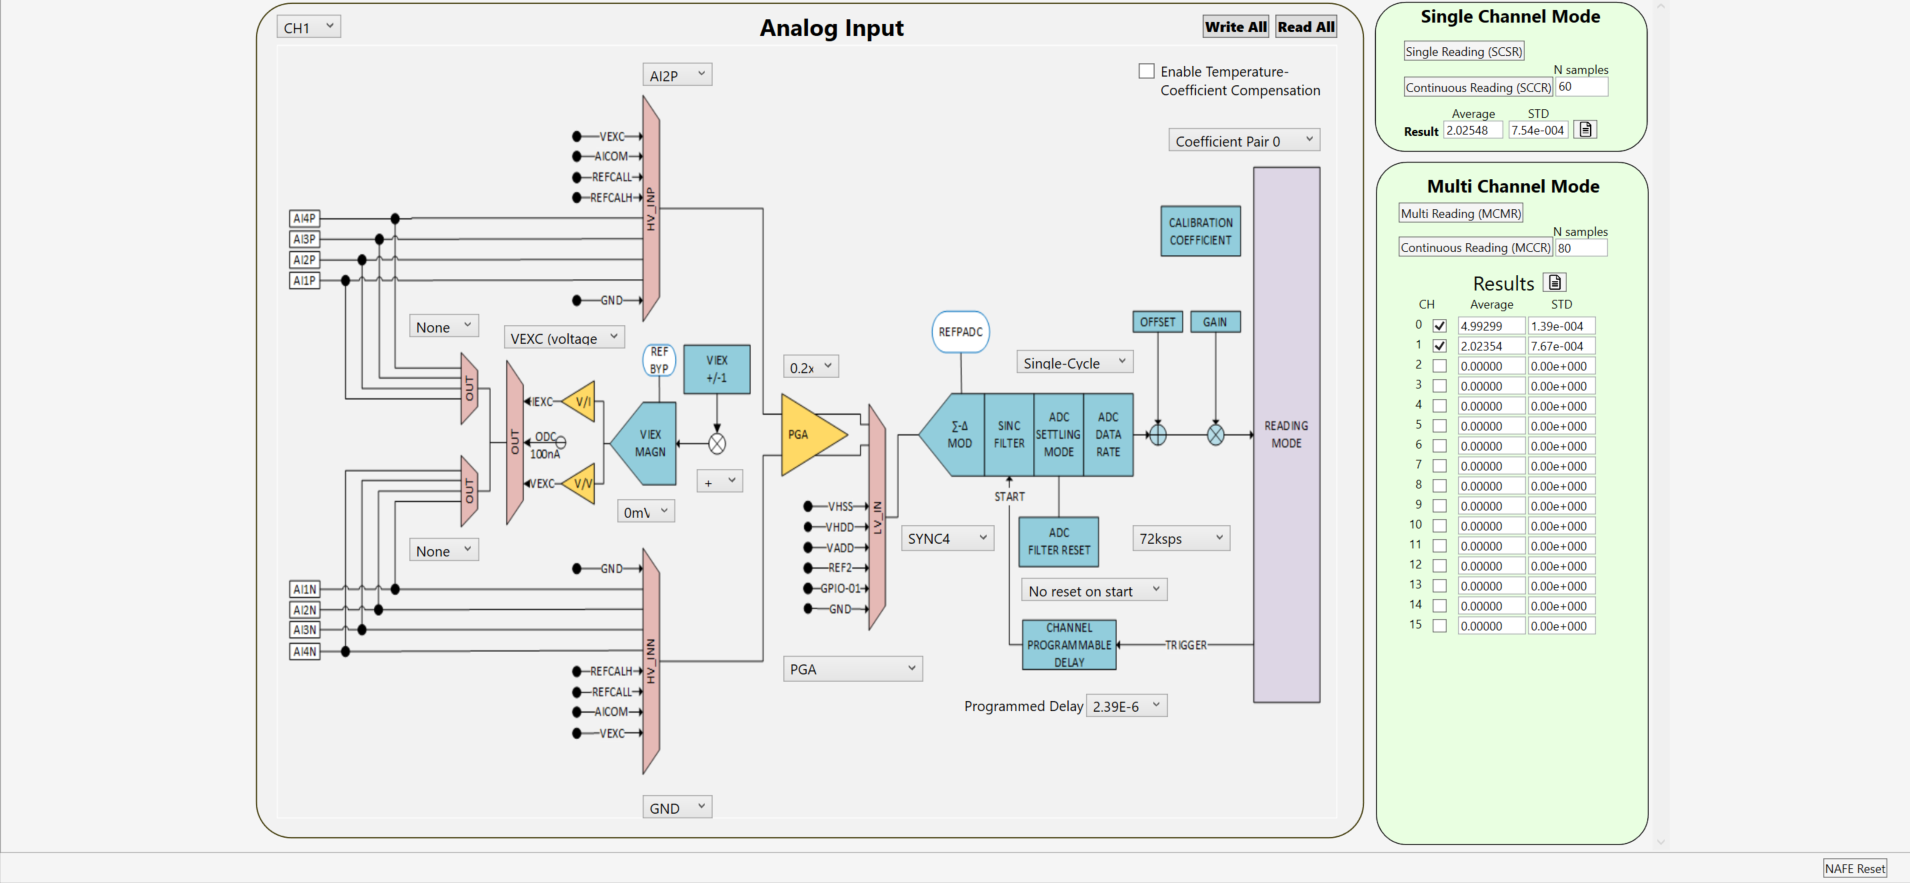 CH1
Analog Input
Write All
Read All
AI2P
Enable Temperature-
Coefficient Compensation
Coefficient Pair 0
VEXC
AICOM
REFCALL
REFCALH
HV_INP
AI4P
AI3P
AI2P
AI1P
GND
CALIBRATION
COEFFICIENT
None
VEXC (voltage
REF
BYP
VIEX
+/-1
0.2x
REFPADC
Single-Cycle
OFFSET
GAIN
OUT
OUT
IEXC
V/I
ODC
100nA
VEXC
V/V
VIEX
MAGN
PGA
Σ-Δ
MOD
SINC
FILTER
ADC
SETTLING
MODE
ADC
DATA
RATE
READING
MODE
OUT
+
0mV
START
VHSS
VHDD
VADD
REF2
GPIO-01
GND
LV_IN
SYNC4
ADC
FILTER RESET
72ksps
None
GND
AI1N
AI2N
AI3N
AI4N
HV_INN
REFCALH
REFCALL
AICOM
VEXC
No reset on start
CHANNEL
PROGRAMMABLE
DELAY
TRIGGER
PGA
Programmed Delay 2.39E-6
GND
Single Channel Mode
Single Reading (SCSR)
N samples
Continuous Reading (SCCR) 60
Average STD
Result 2.02548 7.54e-004
Multi Channel Mode
Multi Reading (MCMR)
N samples
Continuous Reading (MCCR) 80
Results
CH Average STD
0 4.99299 1.39e-004
1 2.02354 7.67e-004
2 0.00000 0.00e+000
3 0.00000 0.00e+000
4 0.00000 0.00e+000
5 0.00000 0.00e+000
6 0.00000 0.00e+000
7 0.00000 0.00e+000
8 0.00000 0.00e+000
9 0.00000 0.00e+000
10 0.00000 0.00e+000
11 0.00000 0.00e+000
12 0.00000 0.00e+000
13 0.00000 0.00e+000
14 0.00000 0.00e+000
15 0.00000 0.00e+000
NAFE Reset